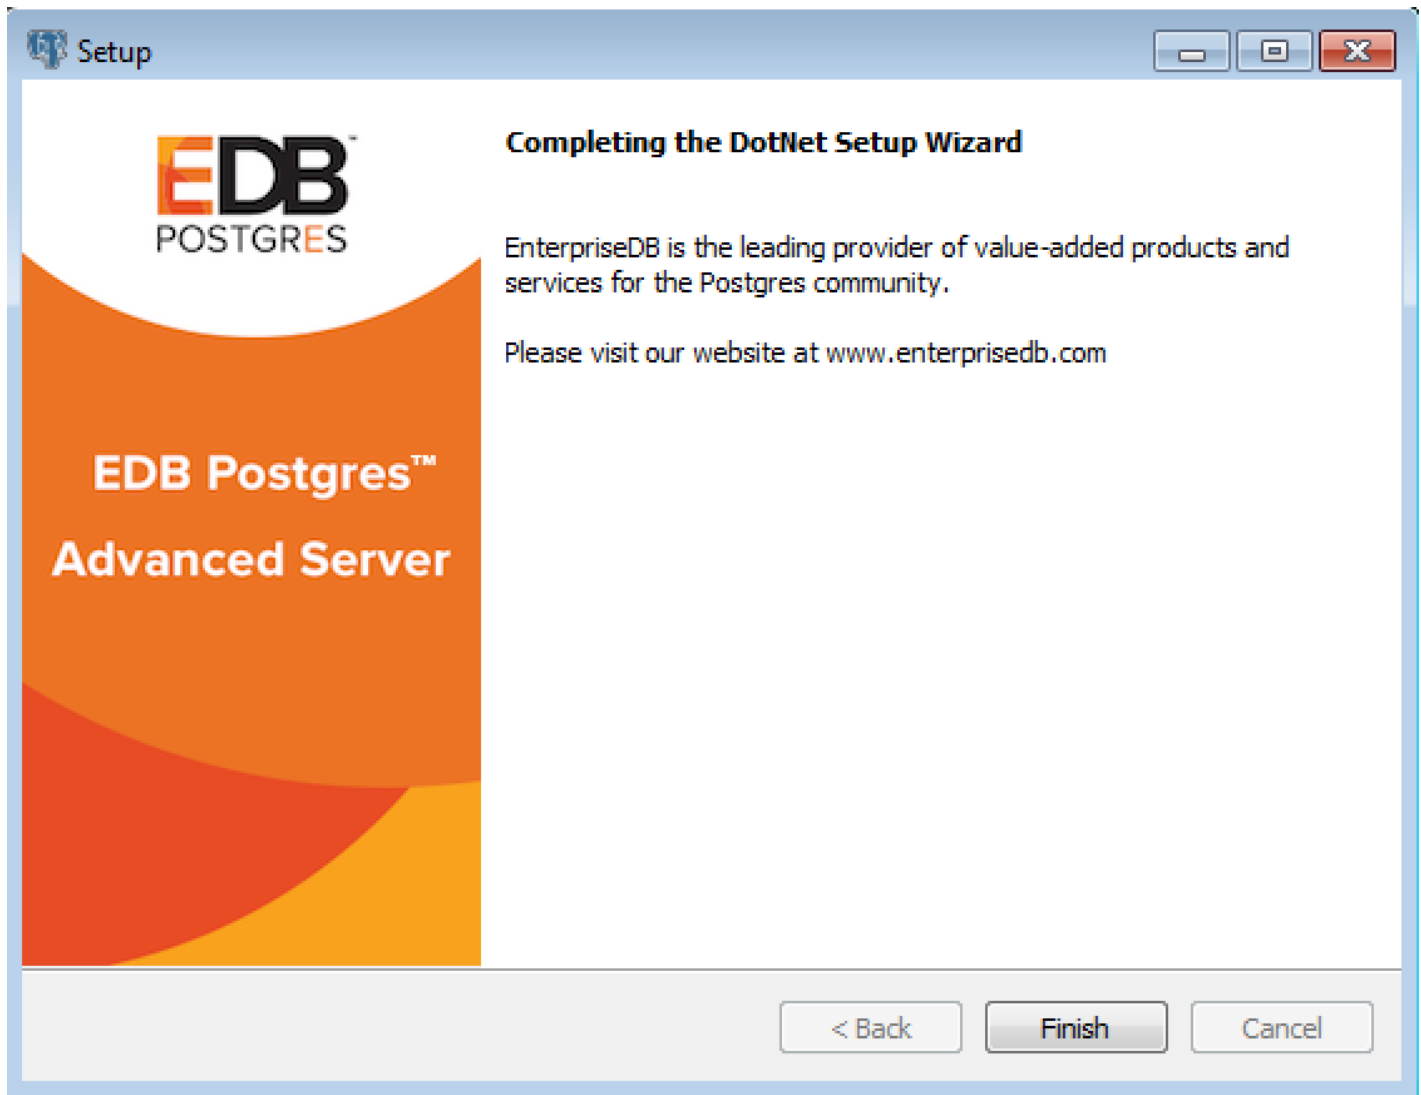 Setup
EDB™
POSTGRES
Completing the DotNet Setup Wizard
EnterpriseDB is the leading provider of value-added products and
services for the Postgres community.
Please visit our website at www.enterprisedb.com
EDB Postgres™
Advanced Server
< Back
Finish
Cancel